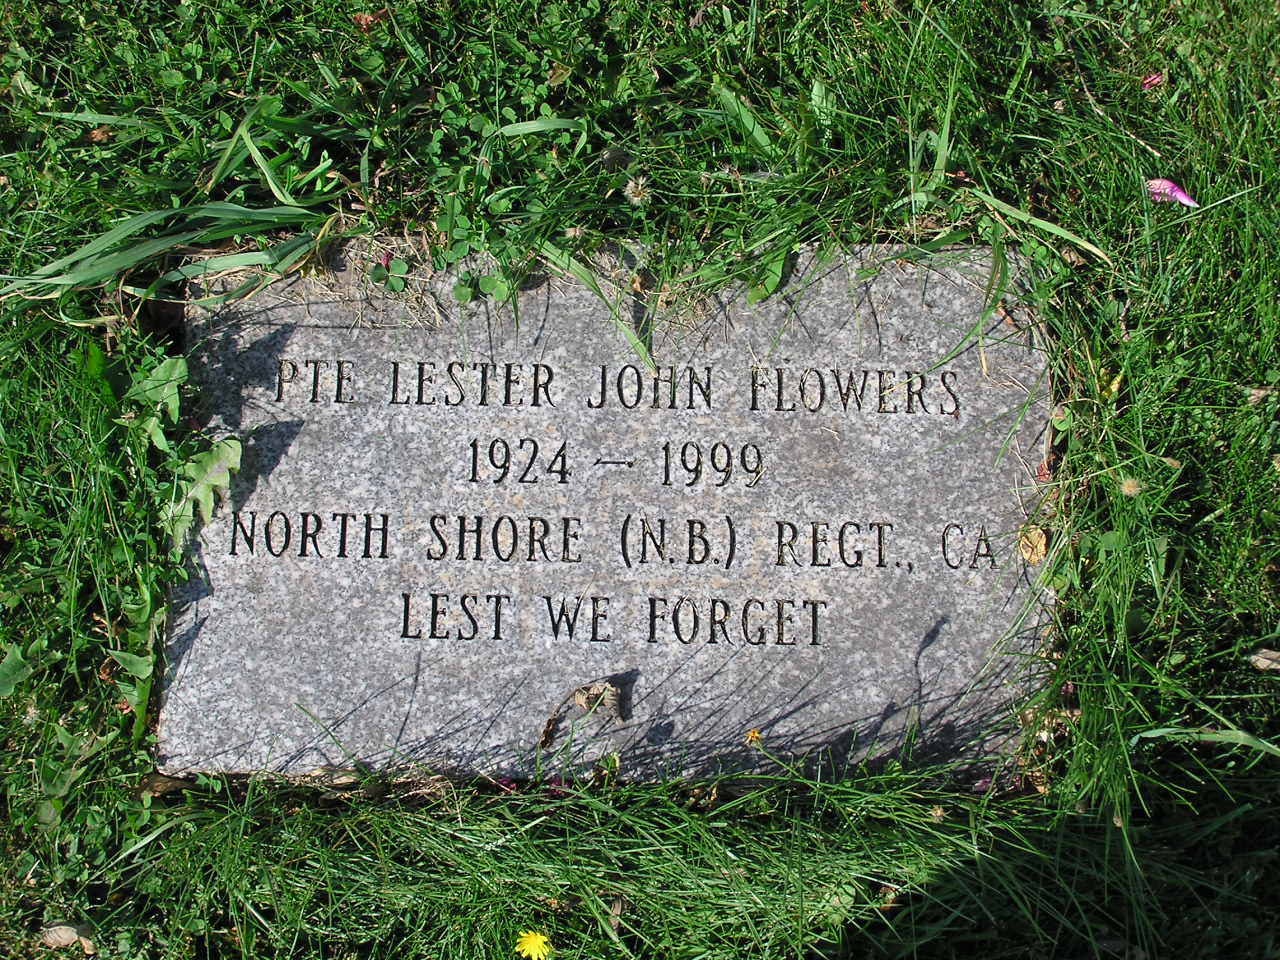 PTE LESTER JOHN FLOWERS
1924 — 1999
NORTH SHORE (N.B.) REGT., CA
LEST WE FORGET